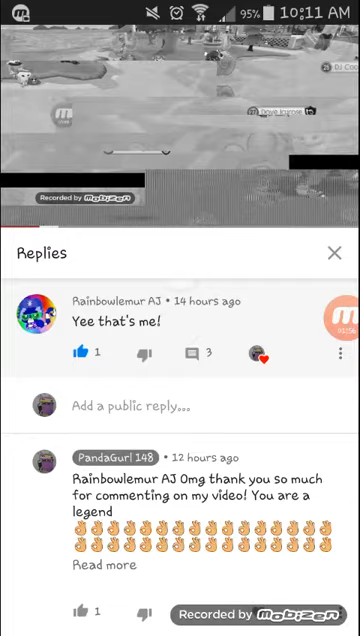 95% 10:11 AM
Recorded by mobizen
Replies
Rainbowlemur AJ • 14 hours ago
Yee that's me!
02:56
1
3
Add a public reply...
PandaGurl 148 • 12 hours ago
Rainbowlemur AJ Omg thank you so much
for commenting on my video! You are a
legend
Read more
1
Recorded by mobizen